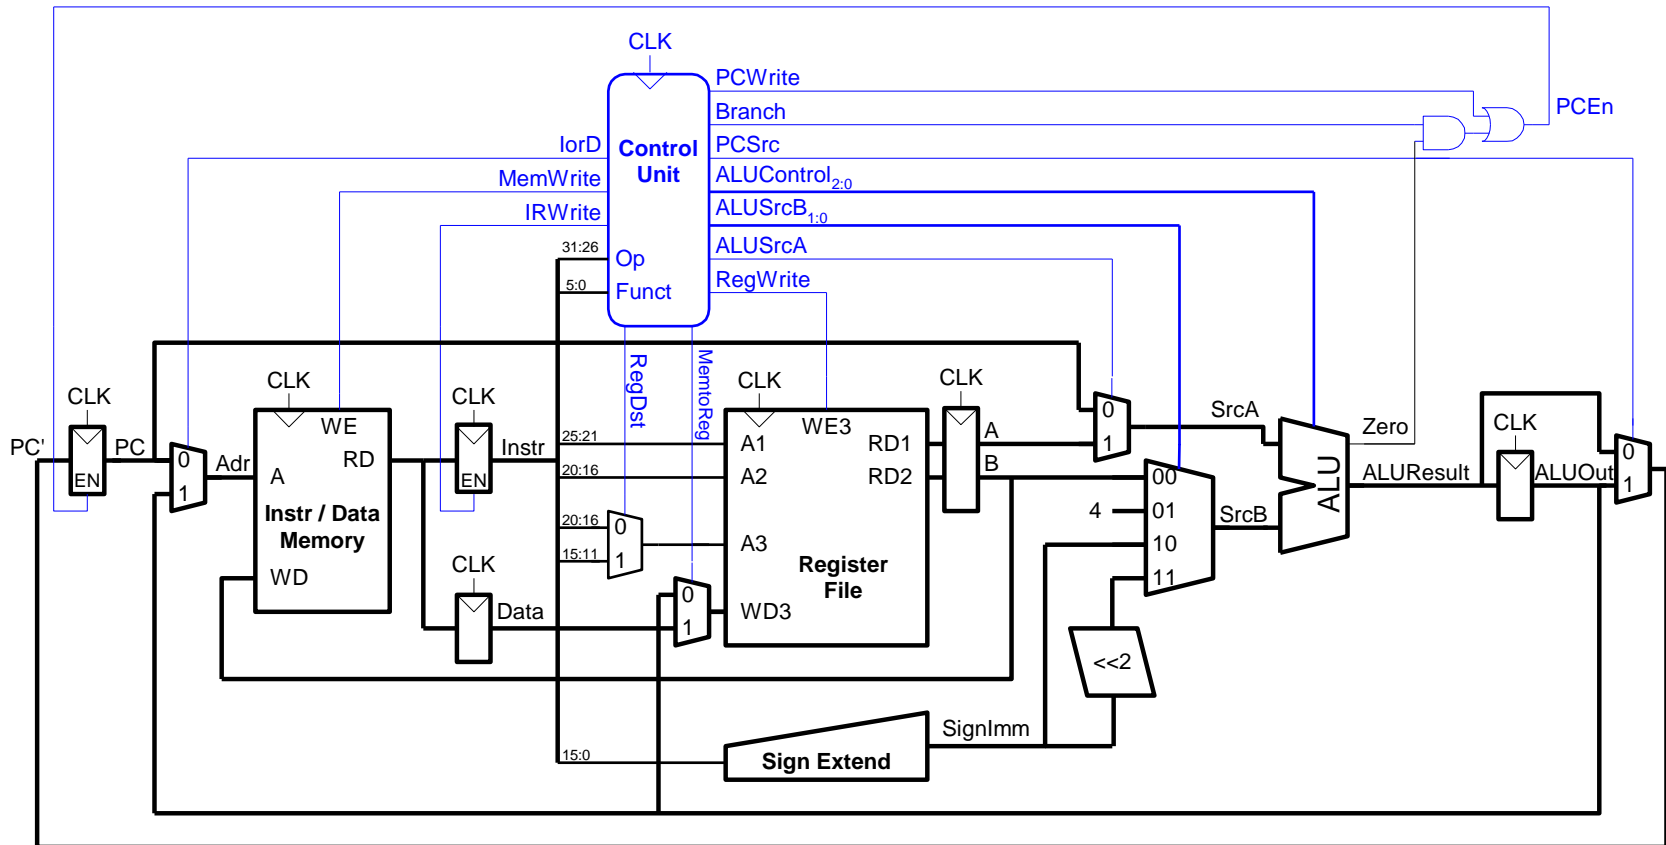 CLK
PCWrite
Branch
PCEn
IorD
Control
Unit
PCSrc
MemWrite
ALUControl2:0
IRWrite
ALUSrcB1:0
31:26
Op
ALUSrcA
5:0
Funct
RegWrite
RegDst
MemtoReg
CLK
CLK
CLK
CLK
CLK
CLK
PC'
EN
PC
0
1
Adr
WE
A
RD
Instr / Data
Memory
WD
EN
Instr
25:21
20:16
20:16
15:11
0
1
CLK
Data
0
1
A1
A2
A3
WD3
WE3
RD1
RD2
Register
File
A
B
0
1
SrcA
00
4
01
10
11
SrcB
ALU
Zero
ALUResult
CLK
ALUOut
0
1
<<2
SignImm
15:0
Sign Extend